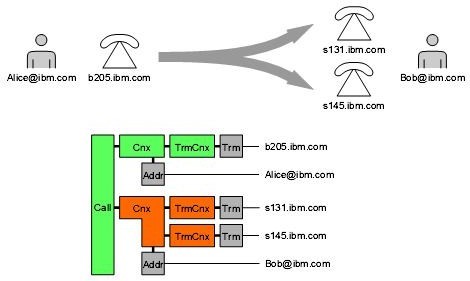 s131.ibm.com
Alice@ibm.com b205.ibm.com Bob@ibm.com
s145.ibm.com
Cnx TrmCnx Trm b205.ibm.com
Addr Alice@ibm.com
Call Cnx TrmCnx Trm s131.ibm.com
TrmCnx Trm s145.ibm.com
Addr Bob@ibm.com